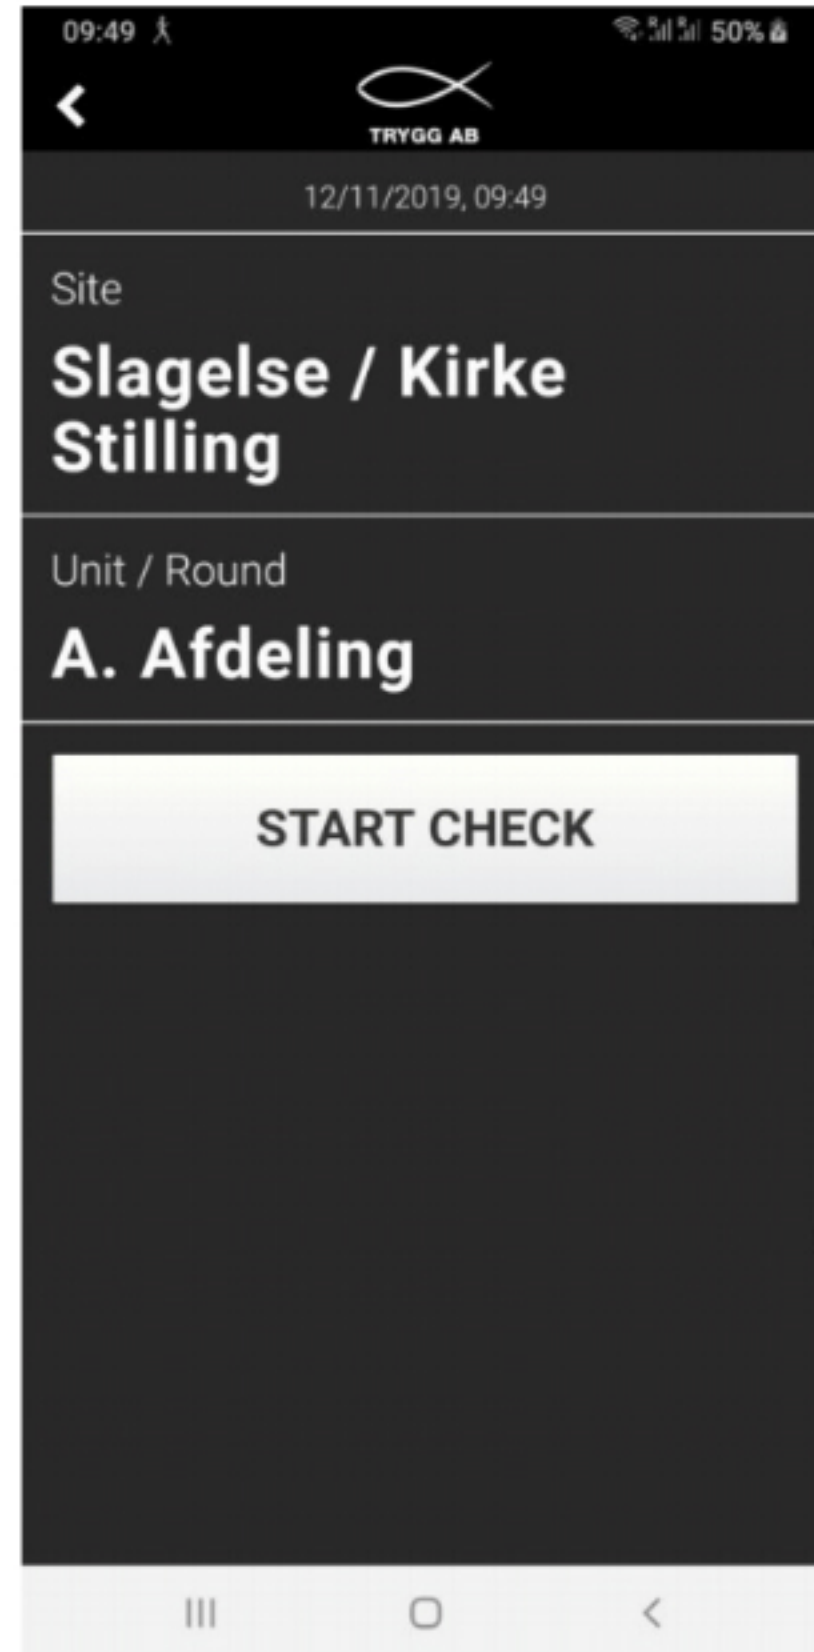 09:49 50%
TRYGG AB
12/11/2019, 09:49
Site
Slagelse / Kirke
Stilling
Unit / Round
A. Afdeling
START CHECK